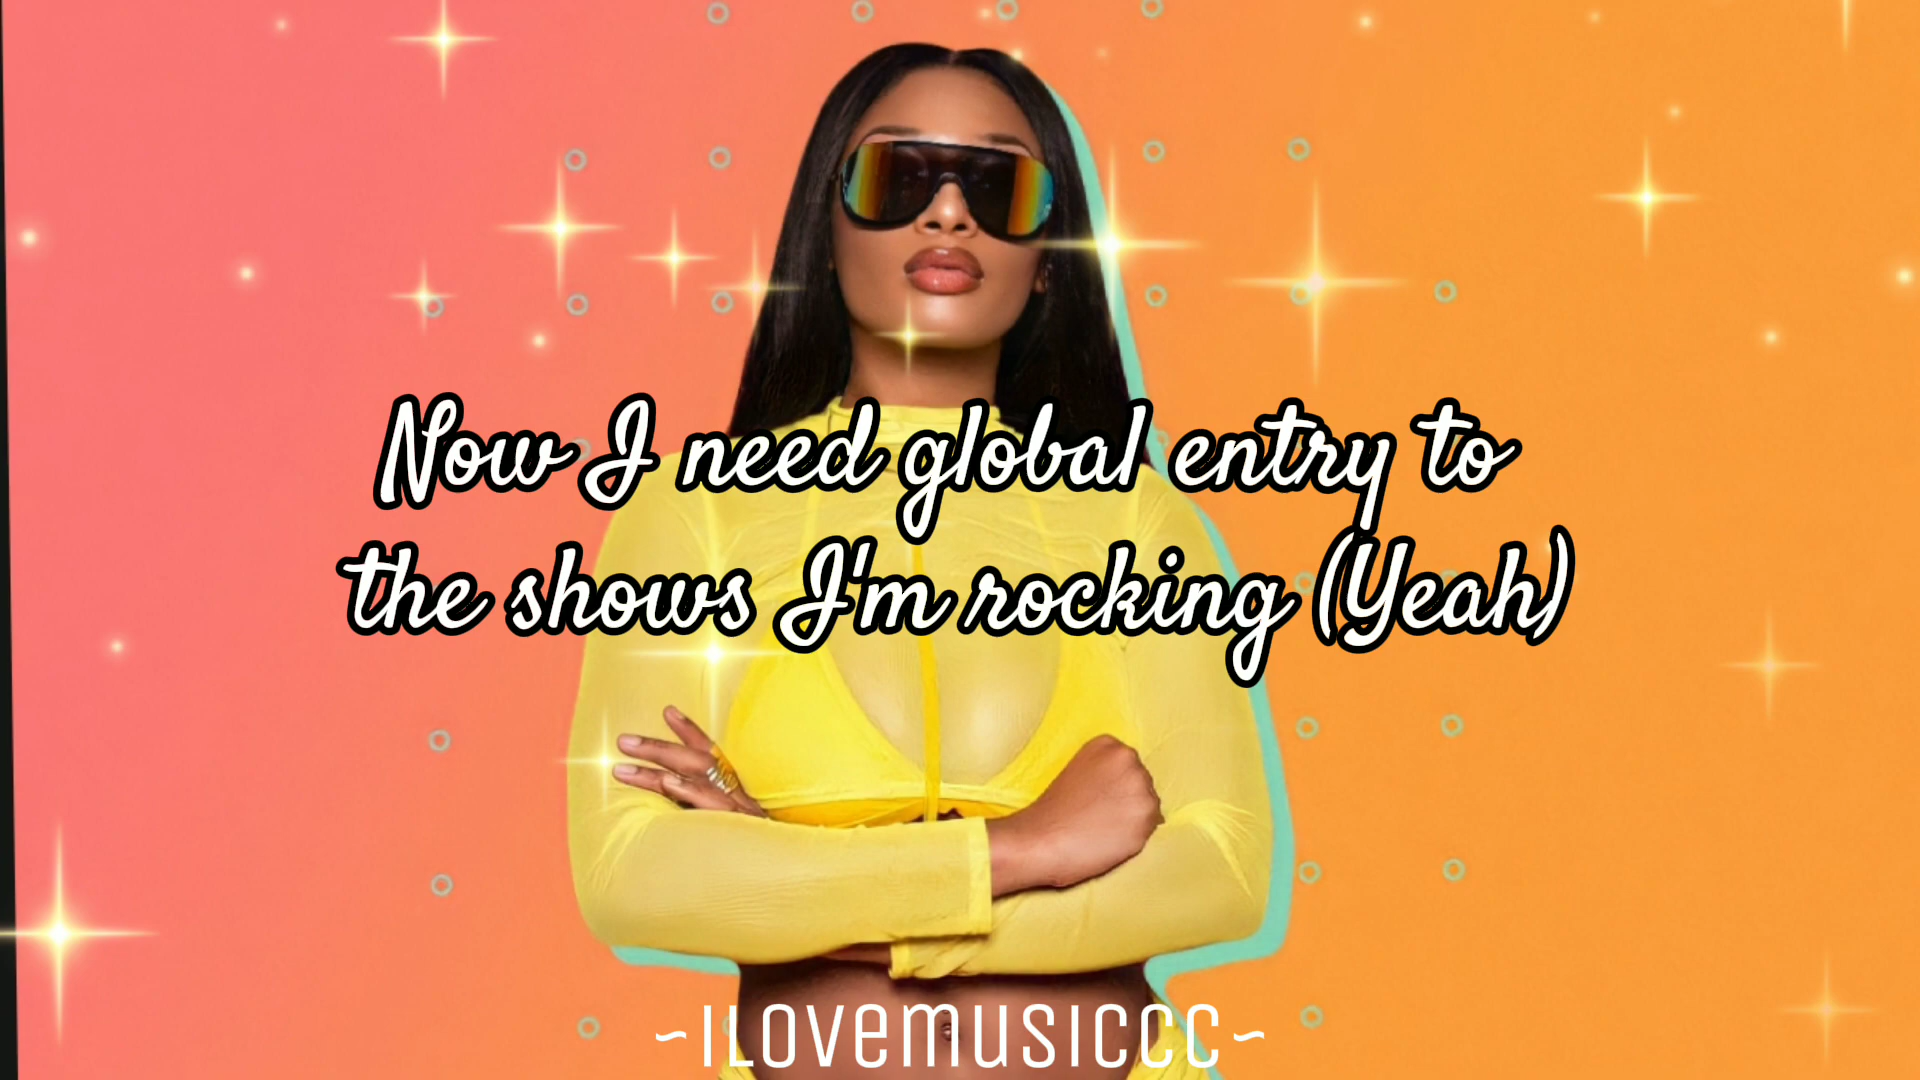 Now I need global entry to
the shows I'm rocking (Yeah)
~ILOVEMUSICCC~